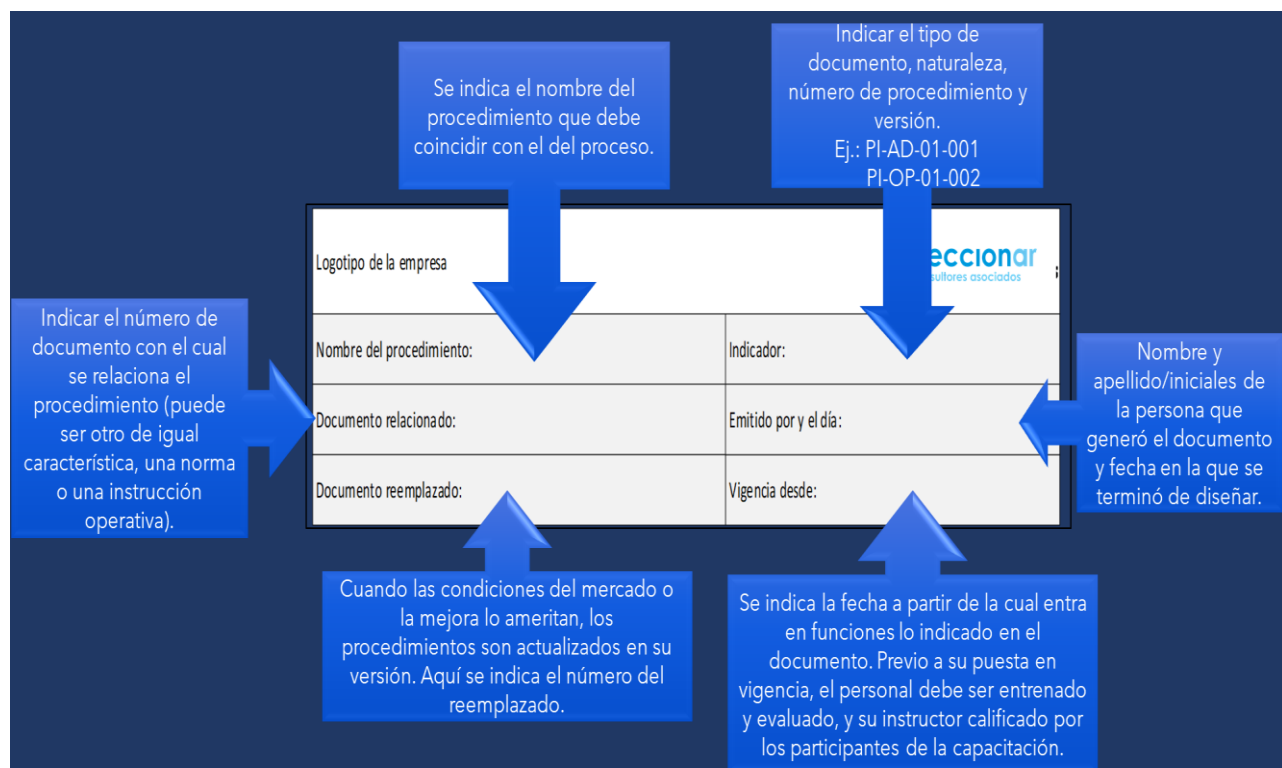 Se indica el nombre del
procedimiento que debe
coincidir con el del proceso.
Indicar el tipo de
documento, naturaleza,
número de procedimiento y
versión.
Ej.: PI-AD-01-001
PI-OP-01-002
Logotipo de la empresa
eccionar
sultores asociados
Indicar el número de
documento con el cual
se relaciona el
procedimiento (puede
ser otro de igual
característica, una norma
o una instrucción
operativa).
Nombre del procedimiento:
Indicador:
Documento relacionado:
Emitido por y el día:
Documento reemplazado:
Vigencia desde:
Nombre y
apellido/iniciales de
la persona que
generó el documento
y fecha en la que se
terminó de diseñar.
Cuando las condiciones del mercado o
la mejora lo ameritan, los
procedimientos son actualizados en su
versión. Aquí se indica el número del
reemplazado.
Se indica la fecha a partir de la cual entra
en funciones lo indicado en el
documento. Previo a su puesta en
vigencia, el personal debe ser entrenado
y evaluado, y su instructor calificado por
los participantes de la capacitación.